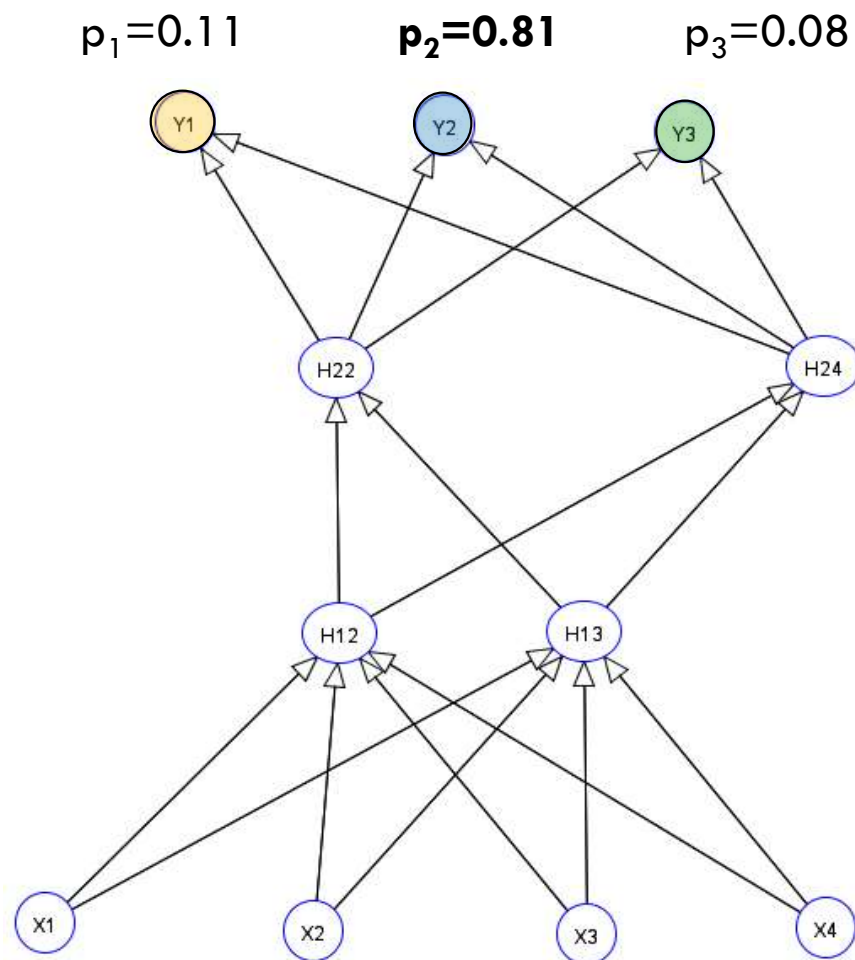 p₁=0.11 p₂=0.81 p₃=0.08
Y1 Y2 Y3
H22 H24
H12 H13
X1 X2 X3 X4